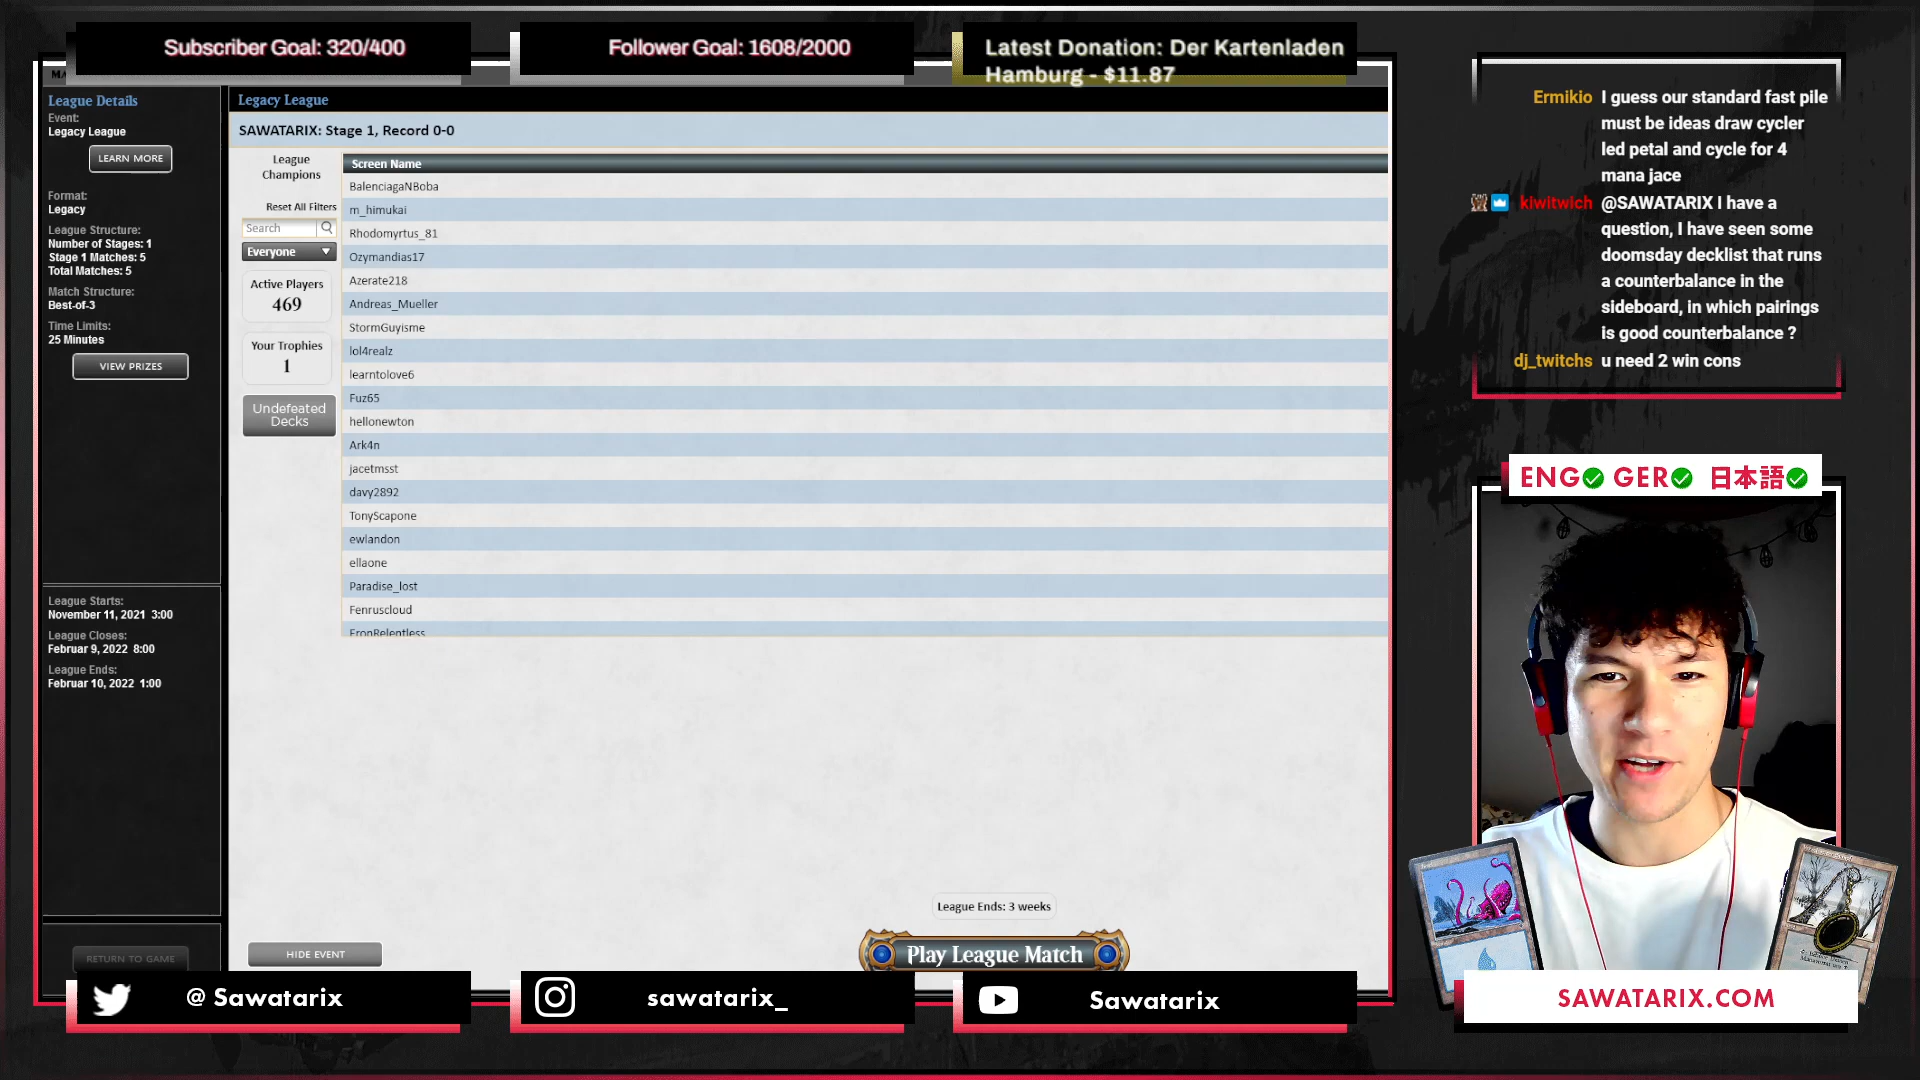 Subscriber Goal: 320/400
Follower Goal: 1608/2000
Latest Donation: Der Kartenladen
Hamburg - $11.87
League Details
Event:
Legacy League
LEARN MORE
Format:
Legacy
League Structure:
Number of Stages: 1
Stage 1 Matches: 5
Total Matches: 5
Match Structure:
Best-of-3
Time Limits:
25 Minutes
VIEW PRIZES
League Starts:
November 11, 2021 3:00
League Closes:
Februar 9, 2022 8:00
League Ends:
Februar 10, 2022 1:00
RETURN TO GAME
Legacy League
SAWATARIX: Stage 1, Record 0-0
League
Champions
Reset All Filters
Search
Everyone
Active Players
469
Your Trophies
1
Undefeated
Decks
Screen Name
BalenciagaNBoba
m_himukai
Rhodomyrtus_81
Ozymandias17
Azerate218
Andreas_Mueller
StormGuyisme
lol4realz
learntolove6
Fuz65
hellonewton
Ark4n
jacetmsst
davy2892
TonyScapone
ewlandon
ellaone
Paradise_lost
Fenruscloud
EronRelentless
League Ends: 3 weeks
HIDE EVENT
Play League Match
Ermikio I guess our standard fast pile
must be ideas draw cycler
led petal and cycle for 4
mana jace
kiwitwich @SAWATARIX I have a
question, I have seen some
doomsday decklist that runs
a counterbalance in the
sideboard, in which pairings
is good counterbalance ?
dj_twitchs u need 2 win cons
ENG GER 日本語
@ Sawatarix
sawatarix_
Sawatarix
SAWATARIX.COM